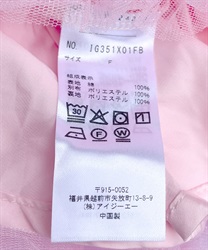 NO IG351X01FB
サイズ F
組成表示
表地 綿 100%
別布 ポリエステル 100%
裏地 ポリエステル 100%
30
〒915-0052
福井県越前市矢放町13-8-9
(株)アイジーエー
中国製